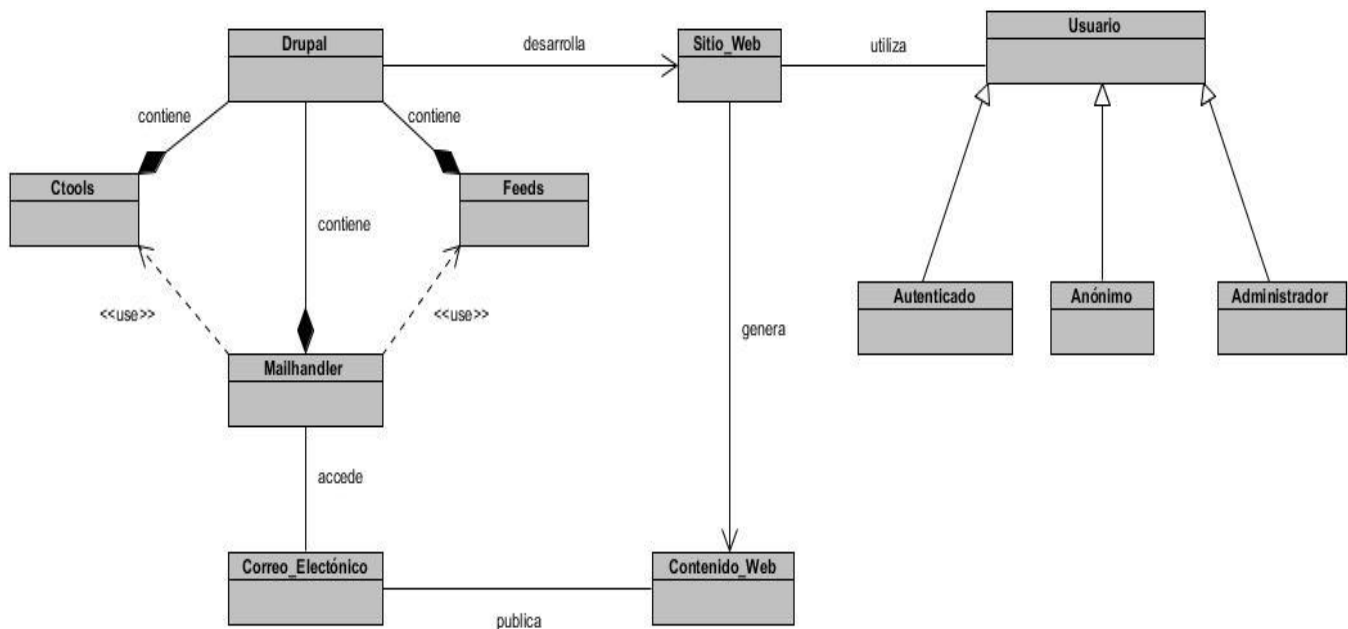 Drupal
desarrolla
Sitio_Web
utiliza
Usuario
contiene
contiene
Ctools
Feeds
contiene
<<use>>
<<use>>
Autenticado
Anónimo
Administrador
genera
Mailhandler
accede
Correo_Electónico
Contenido_Web
publica